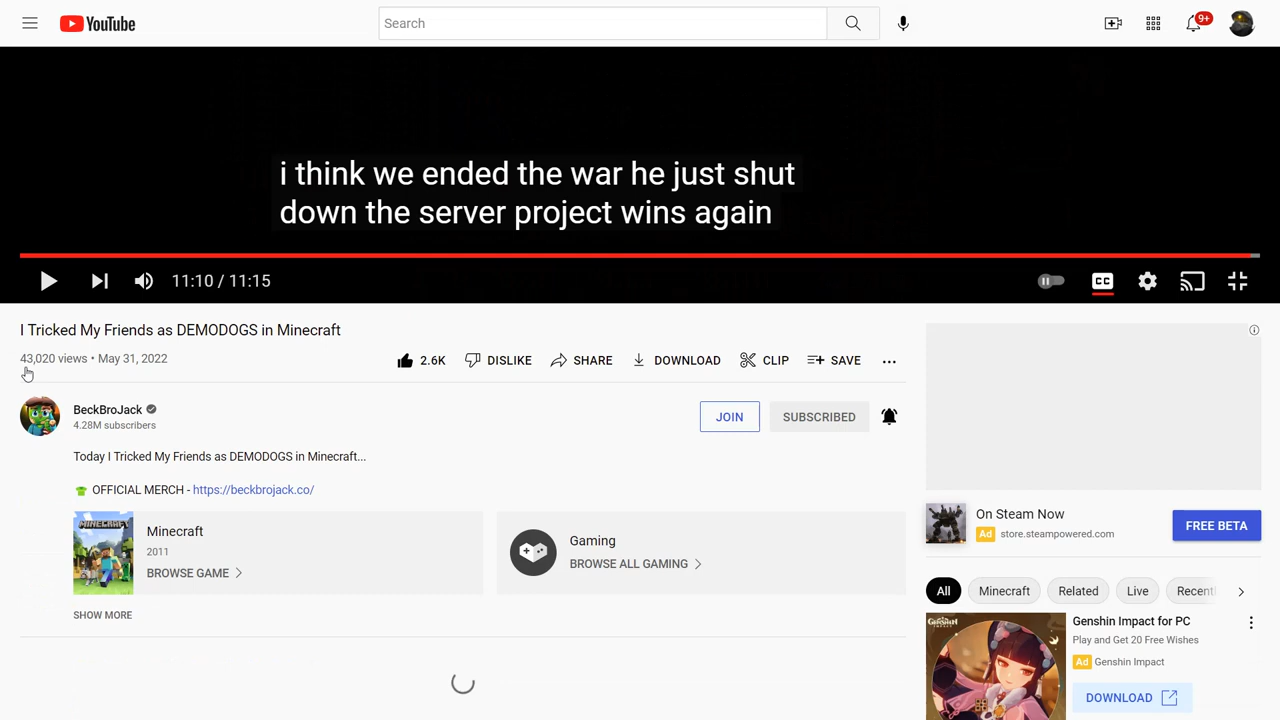 YouTube
Search
9+
i think we ended the war he just shut
down the server project wins again
11:10 / 11:15
CC
I Tricked My Friends as DEMODOGS in Minecraft
43,020 views • May 31, 2022
2.6K
DISLIKE
SHARE
DOWNLOAD
CLIP
SAVE
BeckBroJack
4.28M subscribers
JOIN
SUBSCRIBED
Today I Tricked My Friends as DEMODOGS in Minecraft...
OFFICIAL MERCH - https://beckbrojack.co/
MINECRAFT
Minecraft
2011
BROWSE GAME
Gaming
BROWSE ALL GAMING
SHOW MORE
On Steam Now
Ad store.steampowered.com
FREE BETA
All
Minecraft
Related
Live
Recent
GENSHIN IMPACT
Genshin Impact for PC
Play and Get 20 Free Wishes
Ad Genshin Impact
DOWNLOAD